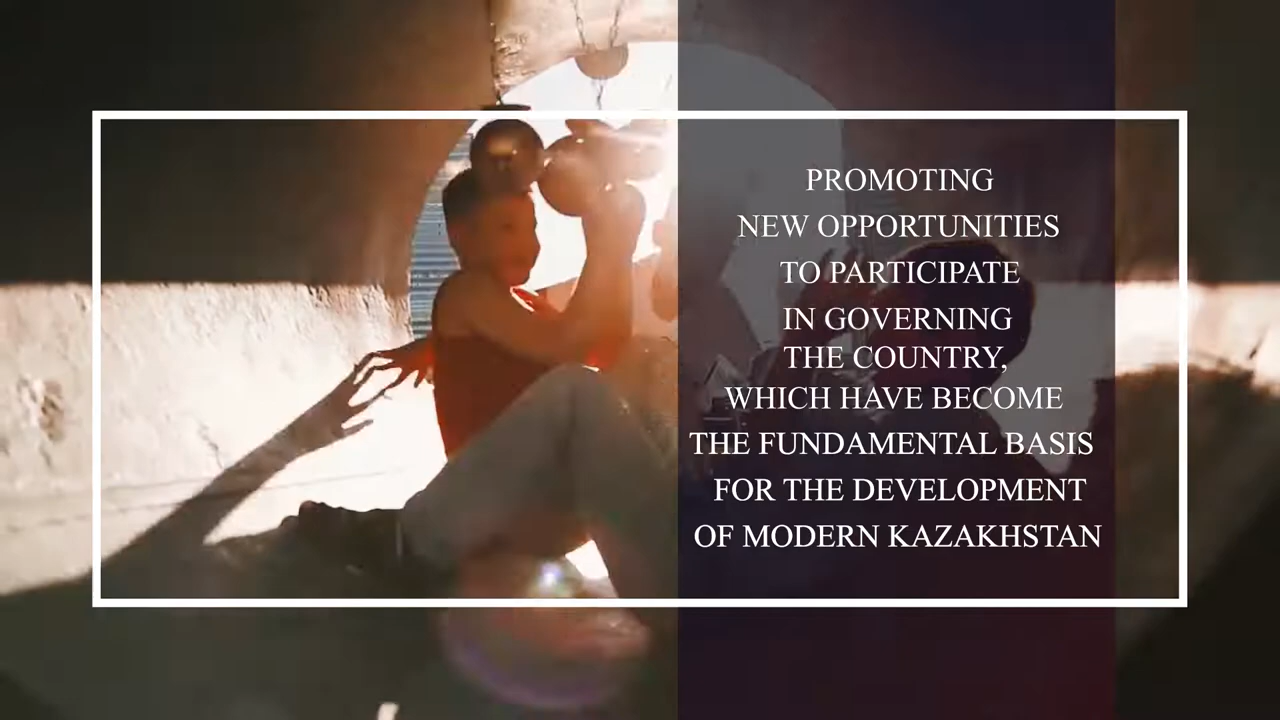 PROMOTING
NEW OPPORTUNITIES
TO PARTICIPATE
IN GOVERNING
THE COUNTRY,
WHICH HAVE BECOME
THE FUNDAMENTAL BASIS
FOR THE DEVELOPMENT
OF MODERN KAZAKHSTAN